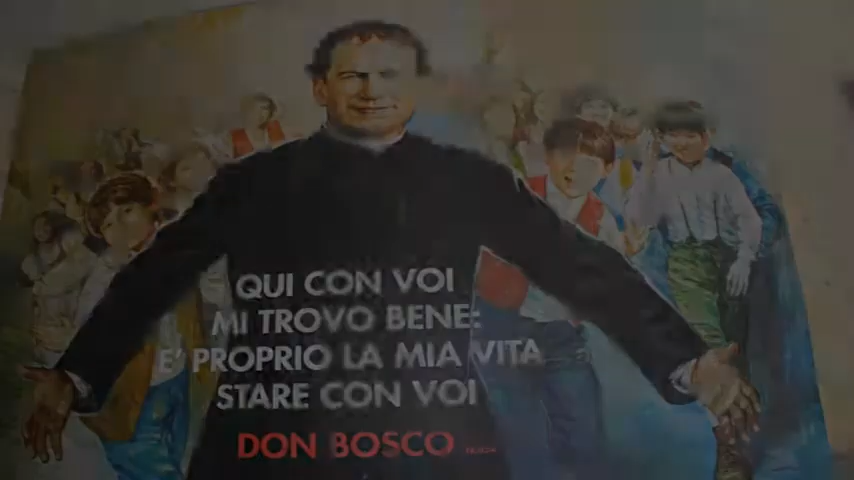 QUI CON VOI
MI TROVO BENE:
E' PROPRIO LA MIA VITA
STARE CON VOI
DON BOSCO